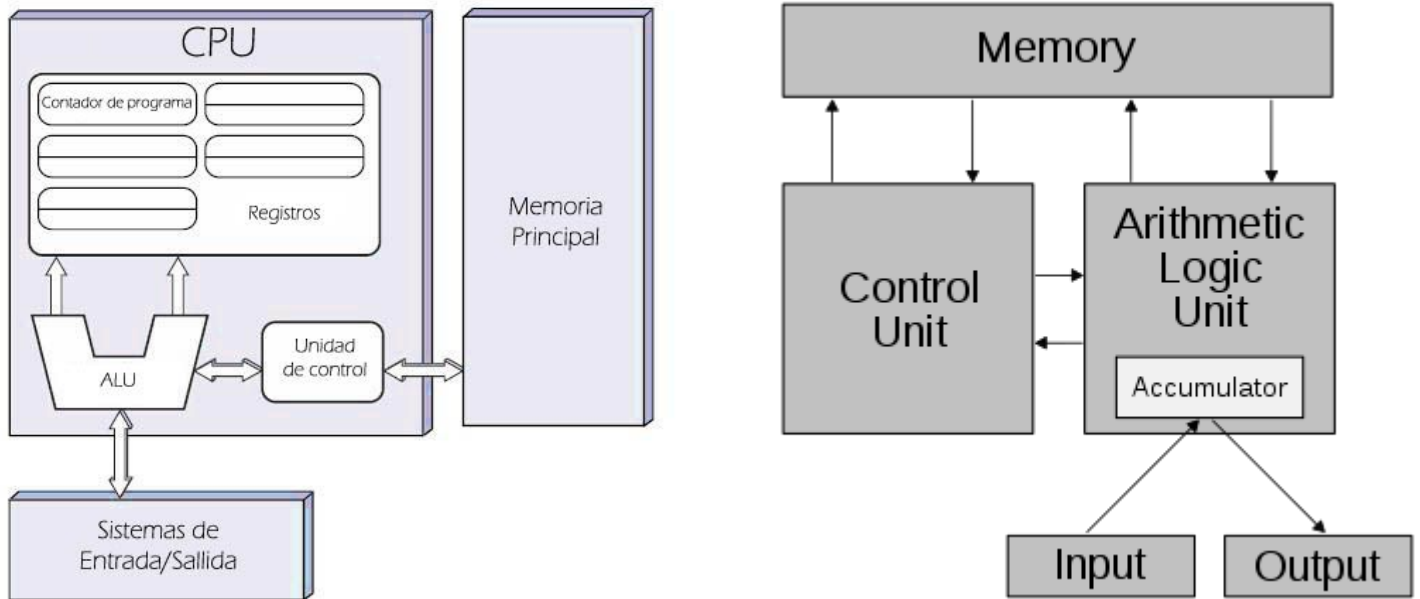 CPU
Contador de programa
Registros
ALU
Unidad
de control
Memoria
Principal
Sistemas de
Entrada/Sallida
Memory
Control
Unit
Arithmetic
Logic
Unit
Accumulator
Input
Output